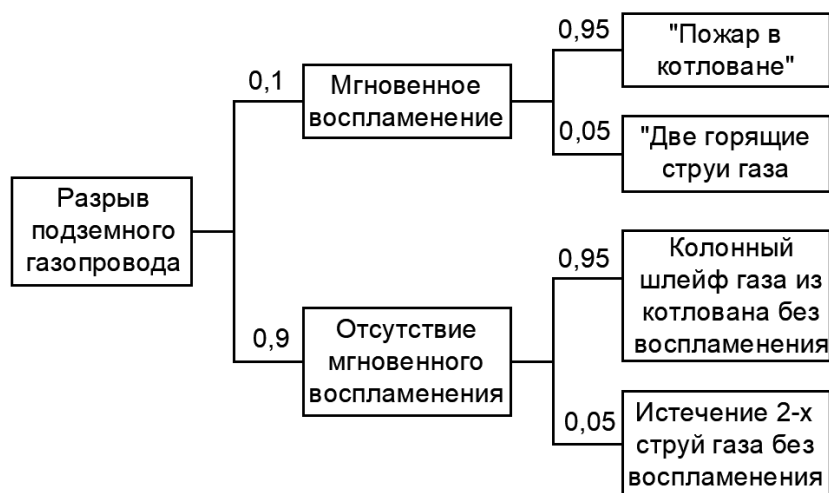 Разрыв
подземного
газопровода
0,1
Мгновенное
воспламенение
0,95
"Пожар в
котловане"
0,05
"Две горящие
струи газа
0,9
Отсутствие
мгновенного
воспламенения
0,95
Колонный
шлейф газа из
котлована без
воспламенения
0,05
Истечение 2-х
струй газа без
воспламенения